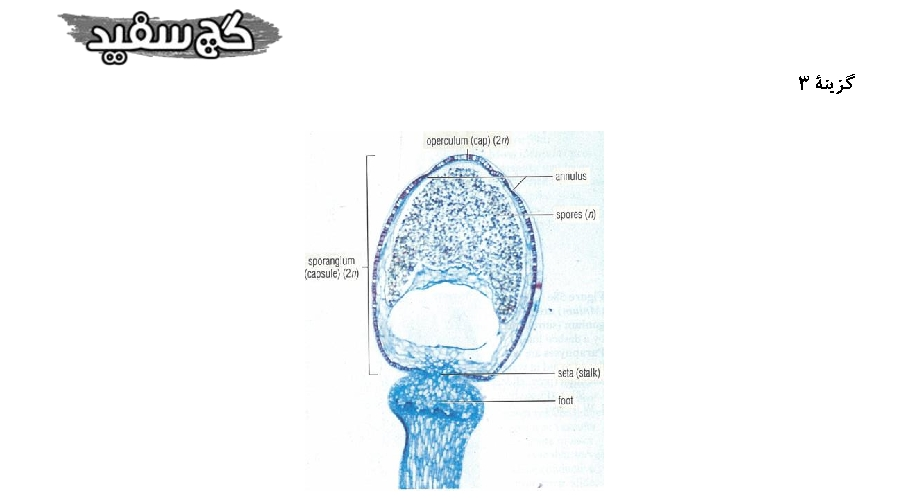 گچ سفید
گزینهٔ ۳
operculum (cap) (2n)
annulus
spores (n)
sporangium
(capsule) (2n)
seta (stalk)
foot